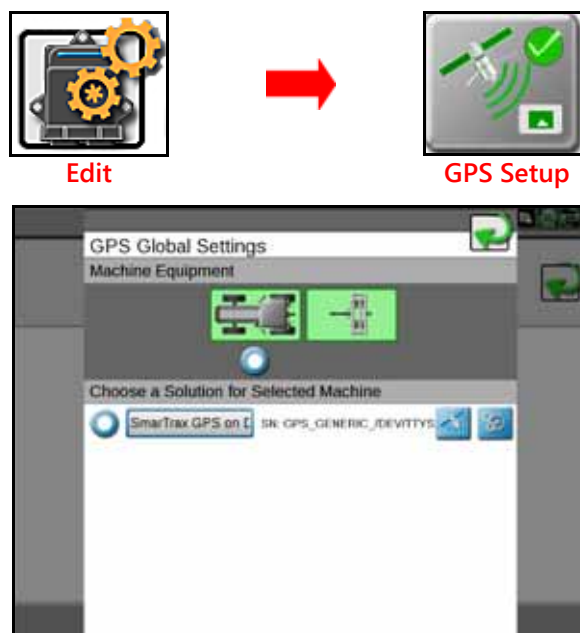 Edit
GPS Setup
GPS Global Settings
Machine Equipment
Choose a Solution for Selected Machine
SmarTrax GPS on D SN: GPS_GENERIC_/DEV/TTYS